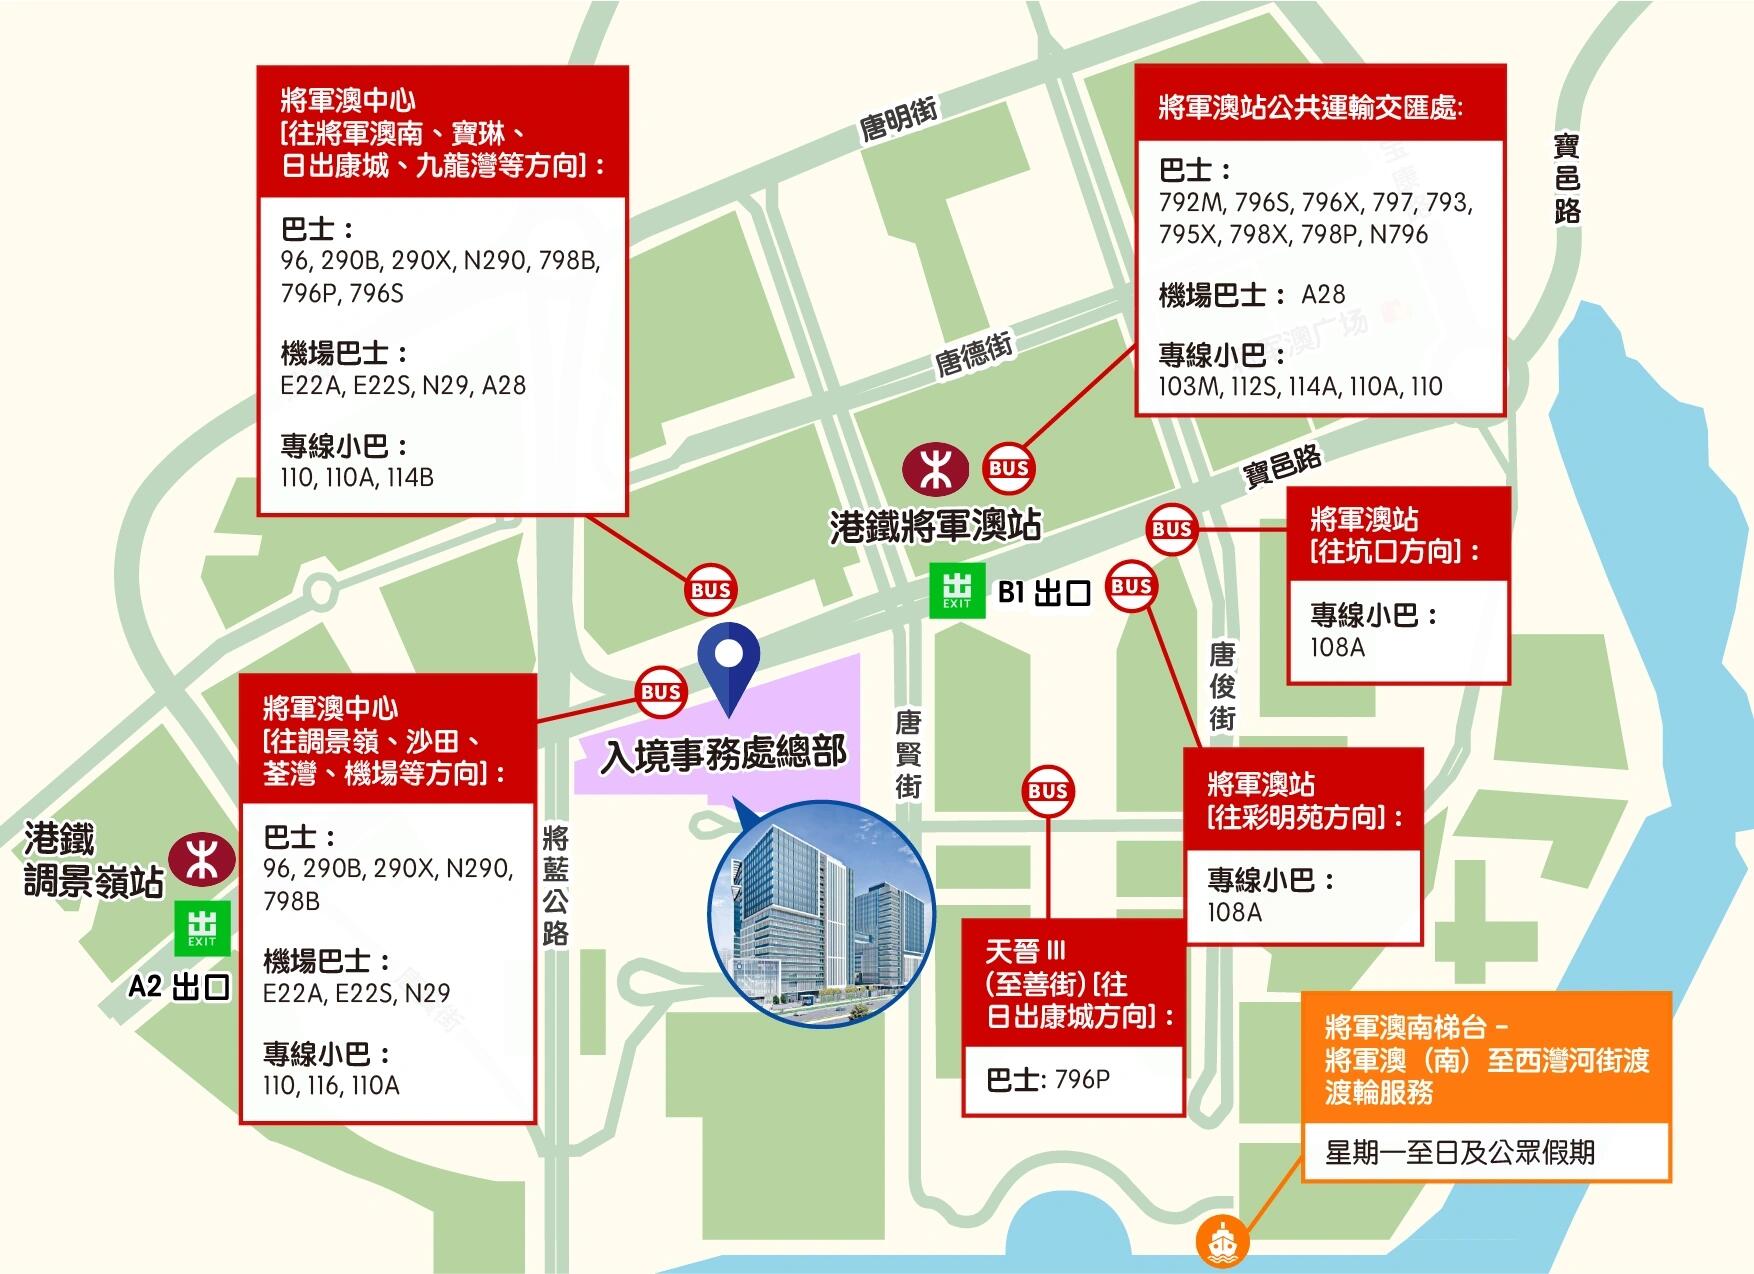 將軍澳中心
[往將軍澳南、寶琳、
日出康城、九龍灣等方向]：
巴士：
96, 290B, 290X, N290, 798B,
796P, 796S
機場巴士：
E22A, E22S, N29, A28
專線小巴：
110, 110A, 114B
唐明街
將軍澳站公共運輸交匯處:
巴士：
792M, 796S, 796X, 797, 793,
795X, 798X, 798P, N796
機場巴士： A28
專線小巴：
103M, 112S, 114A, 110A, 110
寶邑路
唐德街
寶邑路
BUS
港鐵將軍澳站
出
EXIT
B1 出口
BUS
BUS
將軍澳站
[往坑口方向]：
專線小巴：
108A
BUS
BUS
入境事務處總部
唐賢街
唐俊街
將軍澳中心
[往調景嶺、沙田、
荃灣、機場等方向]：
巴士：
96, 290B, 290X, N290,
798B
機場巴士：
E22A, E22S, N29
專線小巴：
110, 116, 110A
港鐵
調景嶺站
出
EXIT
A2 出口
將藍公路
BUS
將軍澳站
[往彩明苑方向]：
專線小巴：
108A
天晉 III
(至善街) [往
日出康城方向]：
巴士: 796P
將軍澳南梯台 -
將軍澳（南）至西灣河街渡
渡輪服務
星期一至日及公眾假期